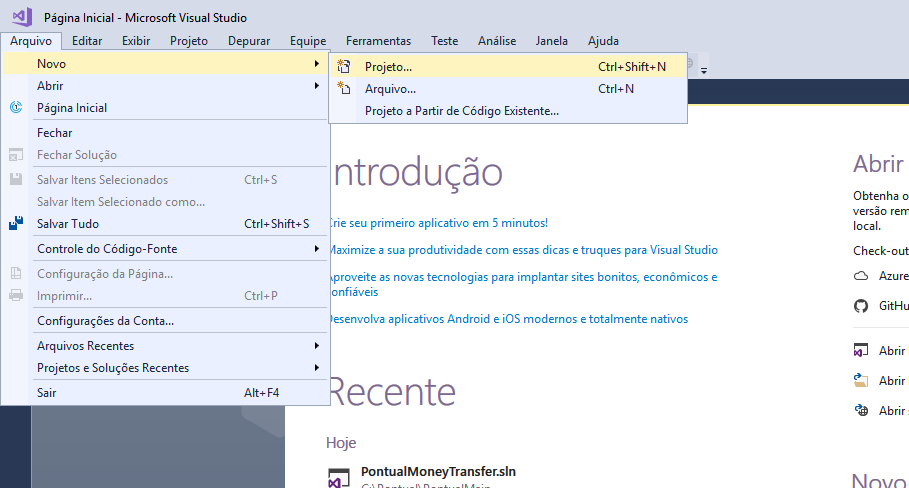 Página Inicial - Microsoft Visual Studio
Arquivo Editar Exibir Projeto Depurar Equipe Ferramentas Teste Análise Janela Ajuda
Novo
Abrir
Página Inicial
Fechar
Fechar Solução
Salvar Itens Selecionados Ctrl+S
Salvar Item Selecionado como...
Salvar Tudo Ctrl+Shift+S
Controle do Código-Fonte
Configuração da Página...
Imprimir... Ctrl+P
Configurações da Conta...
Arquivos Recentes
Projetos e Soluções Recentes
Sair Alt+F4
Projeto... Ctrl+Shift+N
Arquivo... Ctrl+N
Projeto a Partir de Código Existente...
Introdução
Crie seu primeiro aplicativo em 5 minutos!
Maximize a sua produtividade com essas dicas e truques para Visual Studio
Aproveite as novas tecnologias para implantar sites bonitos, econômicos e
confiáveis
Desenvolva aplicativos Android e iOS modernos e totalmente nativos
Recente
Hoje
PontualMoneyTransfer.sln
C:\Pontual\PontualMain
Abrir
Obtenha o
versão rem
local.
Check-out
Azure
GitHu
Abrir
Abrir
Abrir
Novo